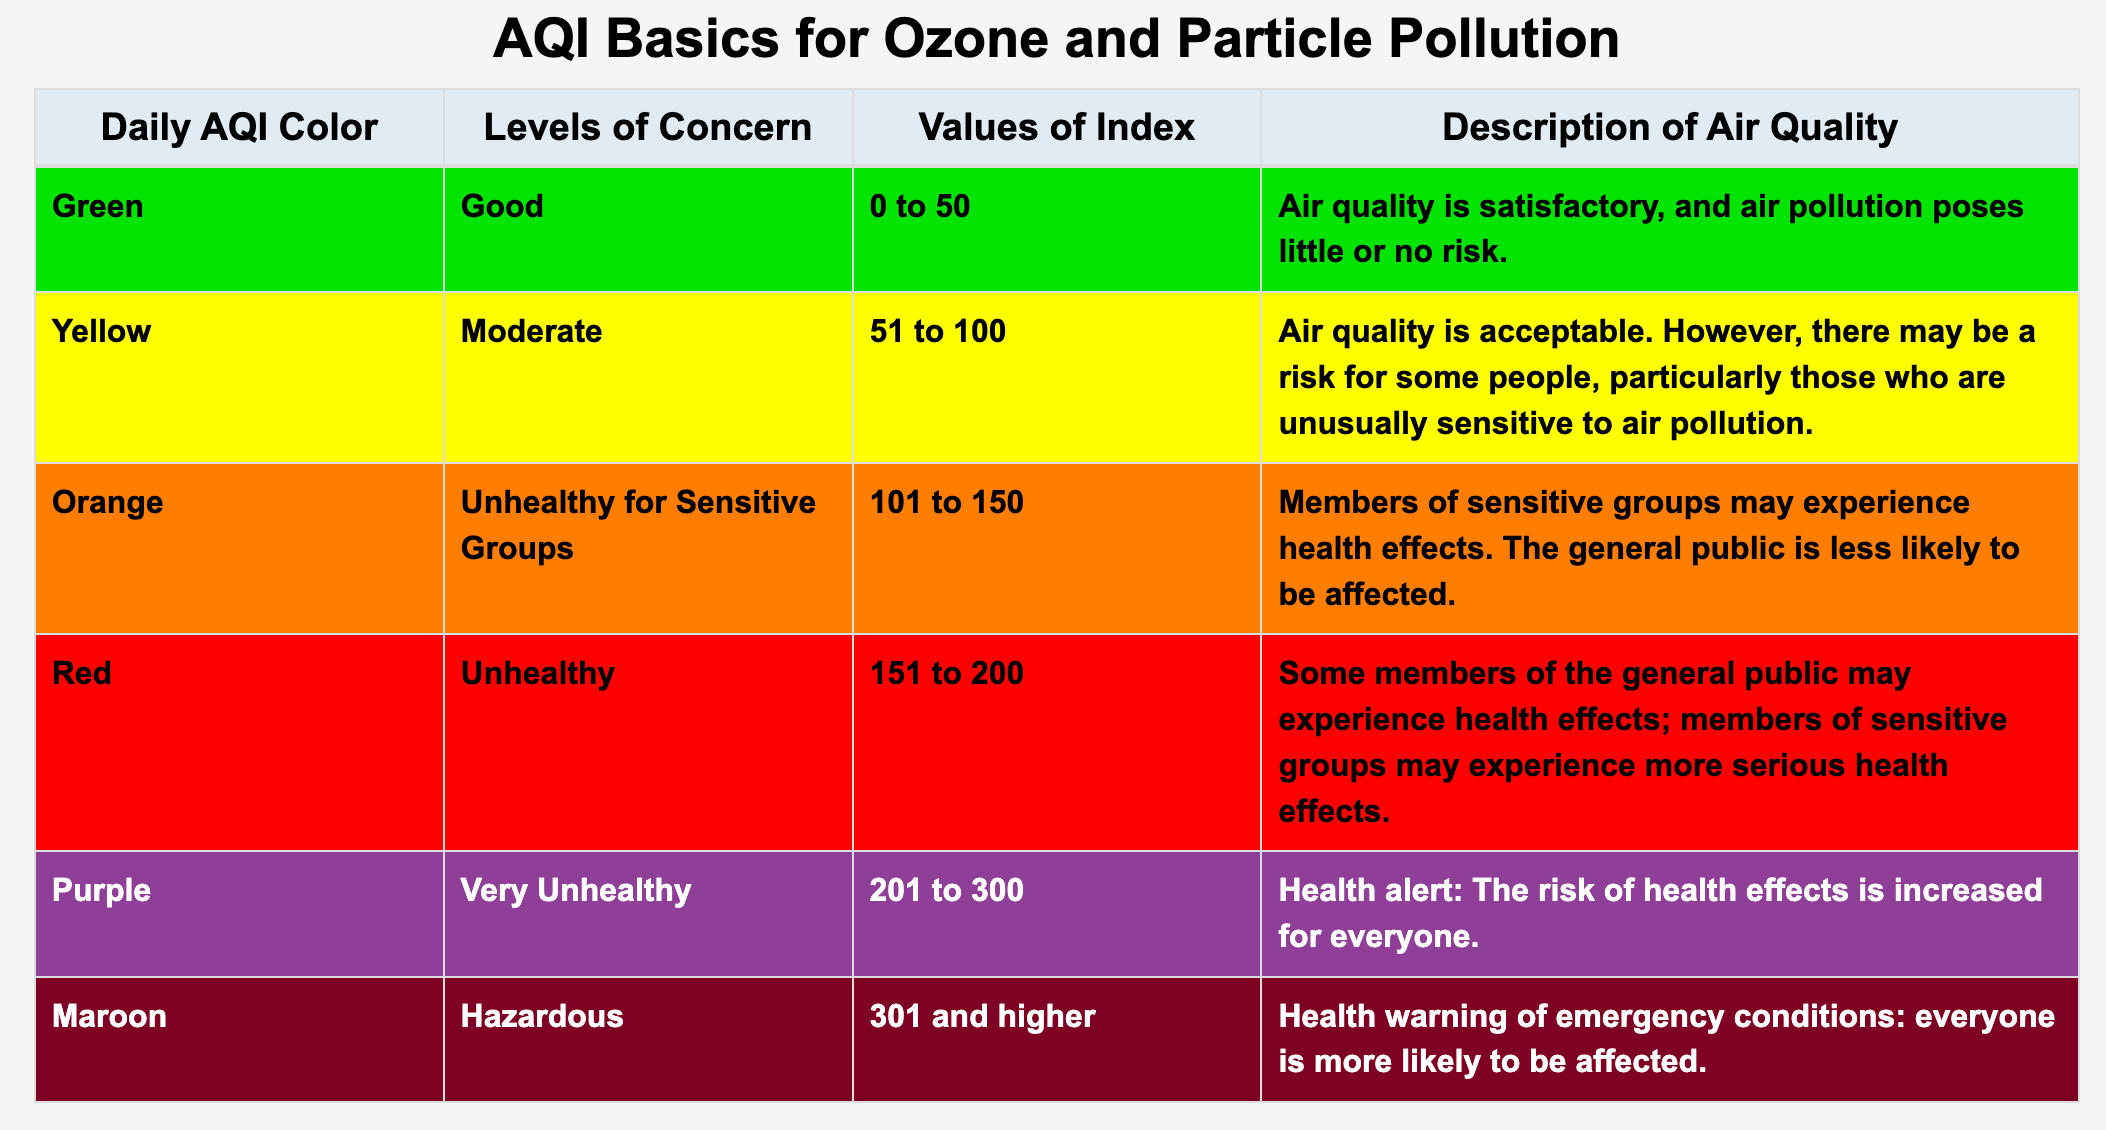 AQI Basics for Ozone and Particle Pollution
Daily AQI Color
Levels of Concern
Values of Index
Description of Air Quality
Green
Good
0 to 50
Air quality is satisfactory, and air pollution poses
little or no risk.
Yellow
Moderate
51 to 100
Air quality is acceptable. However, there may be a
risk for some people, particularly those who are
unusually sensitive to air pollution.
Orange
Unhealthy for Sensitive
Groups
101 to 150
Members of sensitive groups may experience
health effects. The general public is less likely to
be affected.
Red
Unhealthy
151 to 200
Some members of the general public may
experience health effects; members of sensitive
groups may experience more serious health
effects.
Purple
Very Unhealthy
201 to 300
Health alert: The risk of health effects is increased
for everyone.
Maroon
Hazardous
301 and higher
Health warning of emergency conditions: everyone
is more likely to be affected.